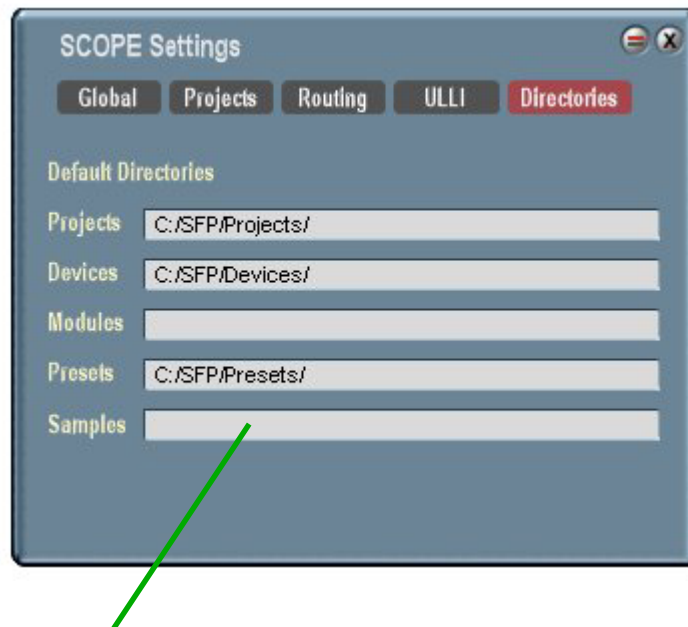 SCOPE Settings
Global Projects Routing ULLI Directories
Default Directories
Projects C:/SFP/Projects/
Devices C:/SFP/Devices/
Modules
Presets C:/SFP/Presets/
Samples